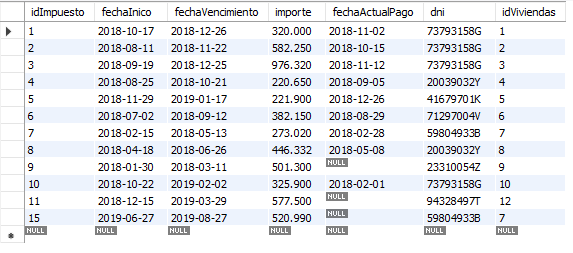 idImpuesto fechaInico fechaVencimiento importe fechaActualPago dni idViviendas
1 2018-10-17 2018-12-26 320.000 2018-11-02 73793158G 1
2 2018-08-11 2018-11-22 582.250 2018-10-15 73793158G 2
3 2018-09-19 2018-12-25 976.320 2018-11-12 73793158G 3
4 2018-08-25 2018-10-21 220.650 2018-09-05 20039032Y 4
5 2018-11-29 2019-01-17 221.900 2018-12-26 41679701K 5
6 2018-07-02 2018-09-12 382.150 2018-08-29 71297004V 6
7 2018-02-15 2018-05-13 273.020 2018-02-28 59804933B 7
8 2018-04-18 2018-06-26 446.332 2018-05-08 20039032Y 8
9 2018-01-30 2018-03-11 501.300 NULL 23310054Z 9
10 2018-10-22 2019-02-02 325.900 2018-02-01 73793158G 10
11 2018-12-15 2019-03-29 577.500 NULL 94328497T 12
15 2019-06-27 2019-08-27 520.990 NULL 59804933B 7
NULL NULL NULL NULL NULL NULL NULL